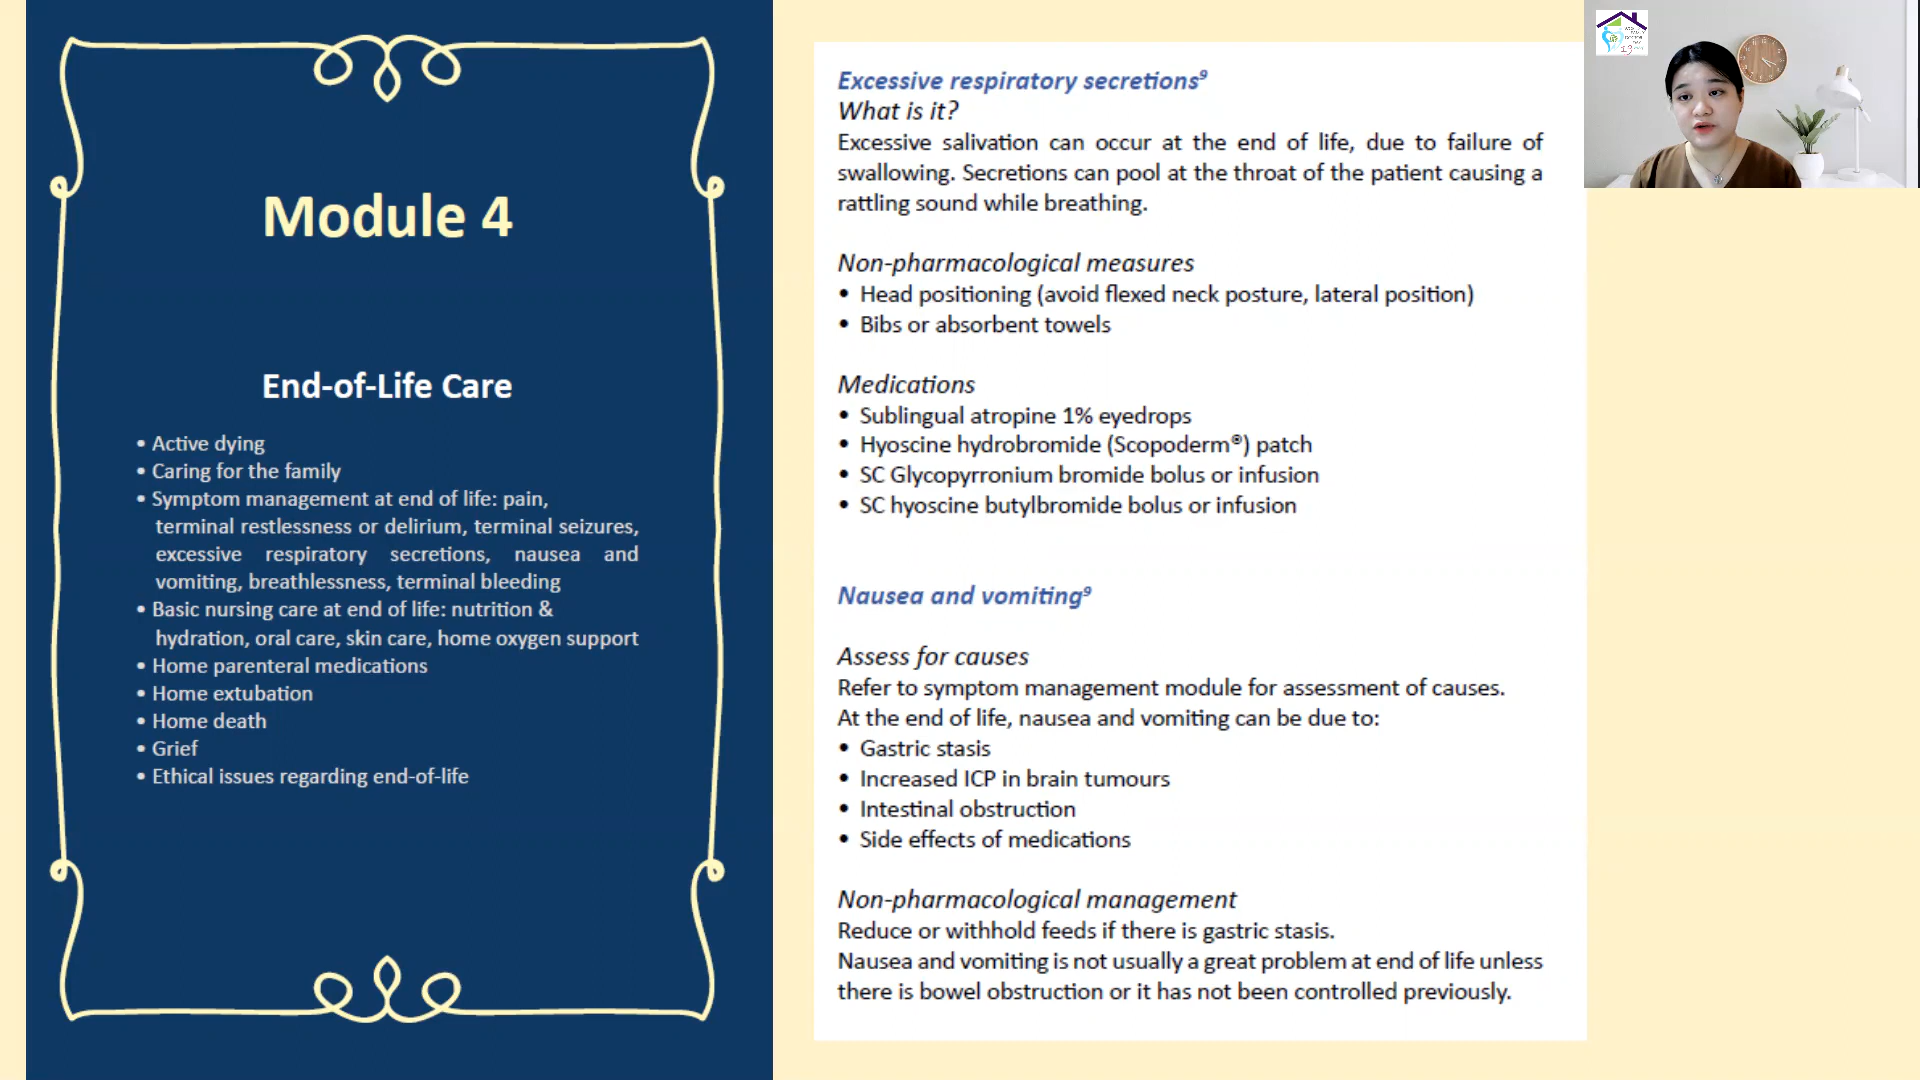 Module 4
End-of-Life Care
• Active dying
• Caring for the family
• Symptom management at end of life: pain,
terminal restlessness or delirium, terminal seizures,
excessive respiratory secretions, nausea and
vomiting, breathlessness, terminal bleeding
• Basic nursing care at end of life: nutrition &
hydration, oral care, skin care, home oxygen support
• Home parenteral medications
• Home extubation
• Home death
• Grief
• Ethical issues regarding end-of-life
Excessive respiratory secretions⁹
What is it?
Excessive salivation can occur at the end of life, due to failure of
swallowing. Secretions can pool at the throat of the patient causing a
rattling sound while breathing.
Non-pharmacological measures
• Head positioning (avoid flexed neck posture, lateral position)
• Bibs or absorbent towels
Medications
• Sublingual atropine 1% eyedrops
• Hyoscine hydrobromide (Scopoderm®) patch
• SC Glycopyrronium bromide bolus or infusion
• SC hyoscine butylbromide bolus or infusion
Nausea and vomiting⁹
Assess for causes
Refer to symptom management module for assessment of causes.
At the end of life, nausea and vomiting can be due to:
• Gastric stasis
• Increased ICP in brain tumours
• Intestinal obstruction
• Side effects of medications
Non-pharmacological management
Reduce or withhold feeds if there is gastric stasis.
Nausea and vomiting is not usually a great problem at end of life unless
there is bowel obstruction or it has not been controlled previously.